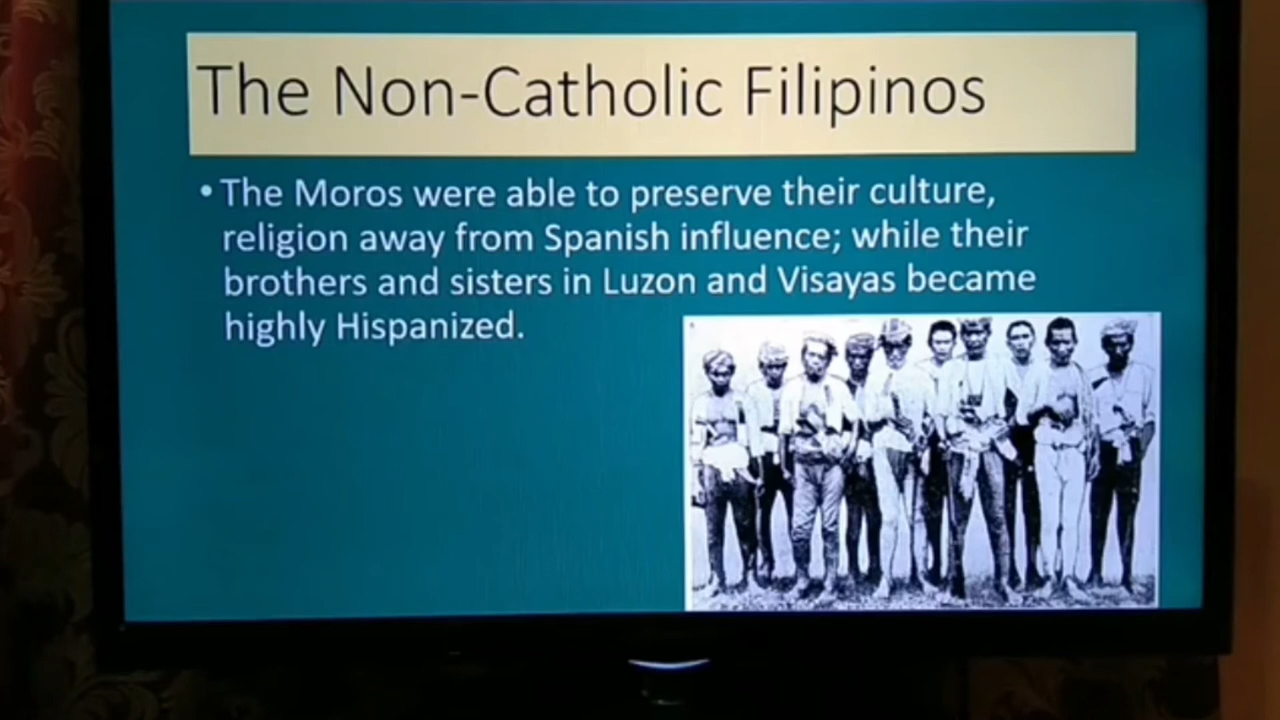 The Non-Catholic Filipinos
• The Moros were able to preserve their culture,
religion away from Spanish influence; while their
brothers and sisters in Luzon and Visayas became
highly Hispanized.